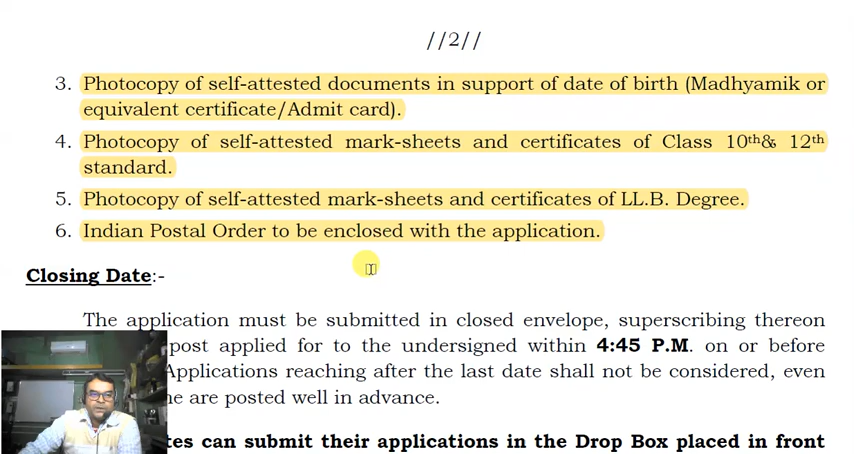 //2//
3. Photocopy of self-attested documents in support of date of birth (Madhyamik or
equivalent certificate/Admit card).
4. Photocopy of self-attested mark-sheets and certificates of Class 10th& 12th
standard.
5. Photocopy of self-attested mark-sheets and certificates of LL.B. Degree.
6. Indian Postal Order to be enclosed with the application.
Closing Date:-
The application must be submitted in closed envelope, superscribing thereon
post applied for to the undersigned within 4:45 P.M. on or before
Applications reaching after the last date shall not be considered, even
are posted well in advance.
can submit their applications in the Drop Box placed in front